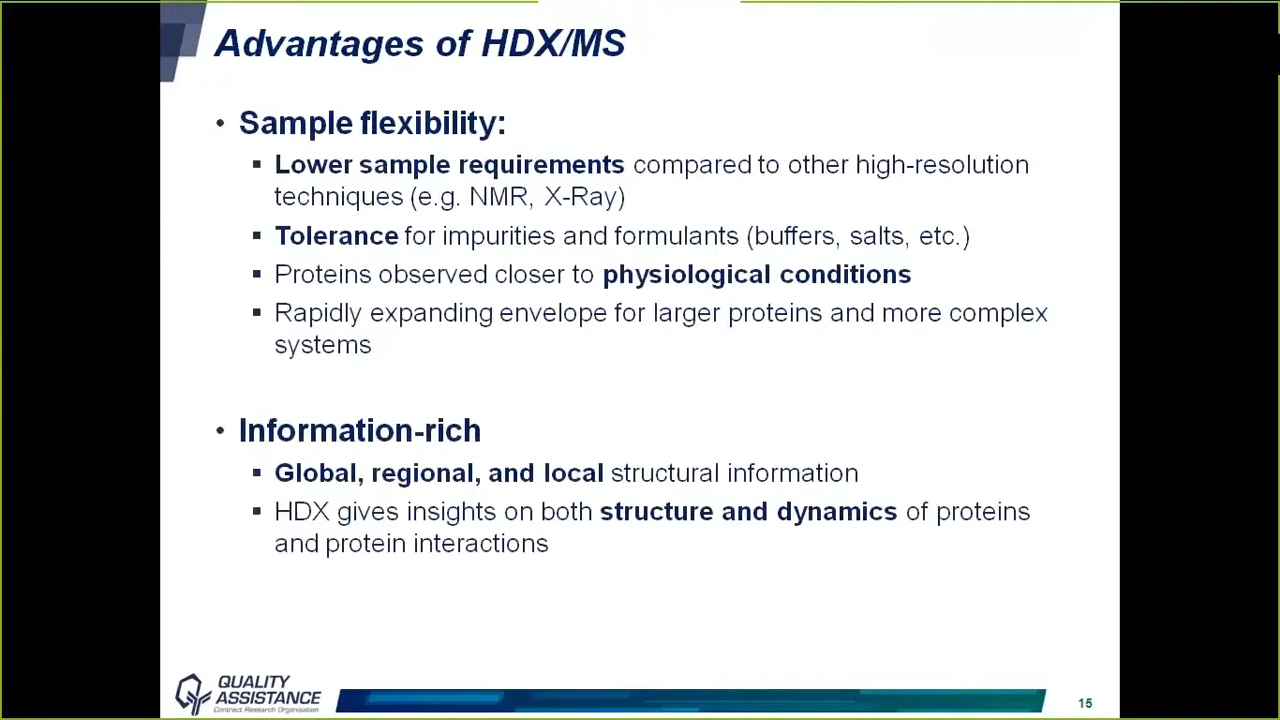 Advantages of HDX/MS
• Sample flexibility:
▪ Lower sample requirements compared to other high-resolution
techniques (e.g. NMR, X-Ray)
▪ Tolerance for impurities and formulants (buffers, salts, etc.)
▪ Proteins observed closer to physiological conditions
▪ Rapidly expanding envelope for larger proteins and more complex
systems
• Information-rich
▪ Global, regional, and local structural information
▪ HDX gives insights on both structure and dynamics of proteins
and protein interactions
QUALITY
ASSISTANCE
Contract Research Organisation
15